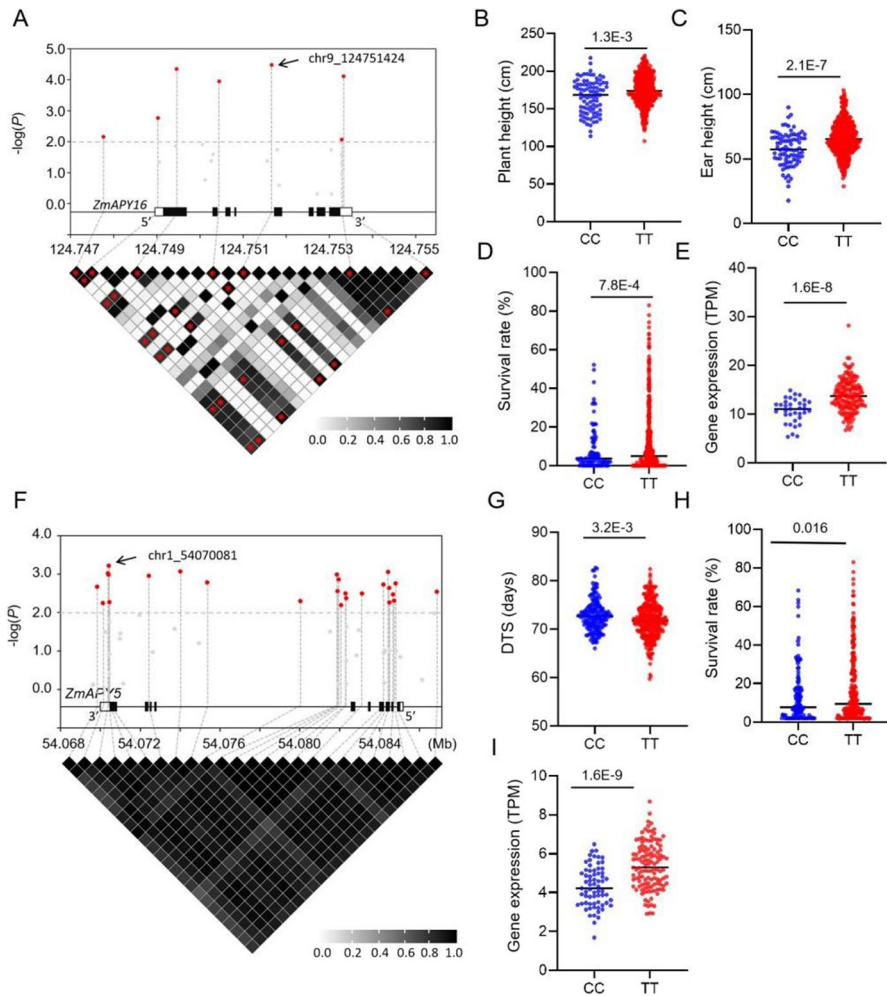 A
5.0
4.0
3.0
2.0
1.0
0.0
-log(P)
chr9_124751424
ZmAPY16
5’
3’
124.747
124.749
124.751
124.753
124.755
0.0 0.2 0.4 0.6 0.8 1.0
B
1.3E-3
Plant height (cm)
250
200
150
100
50
0
CC
TT
C
2.1E-7
Ear height (cm)
150
100
50
0
CC
TT
D
7.8E-4
Survival rate (%)
100
80
60
40
20
0
CC
TT
E
1.6E-8
Gene expression (TPM)
40
30
20
10
0
CC
TT
F
4.0
3.0
2.0
1.0
0.0
-log(P)
chr1_54070081
ZmAPY5
3’
5’
54.068
54.072
54.076
54.080
54.084
(Mb)
0.0 0.2 0.4 0.6 0.8 1.0
G
3.2E-3
DTS (days)
90
80
70
60
50
CC
TT
H
0.016
Survival rate (%)
100
80
60
40
20
0
CC
TT
I
1.6E-9
Gene expression (TPM)
10
8
6
4
2
0
CC
TT